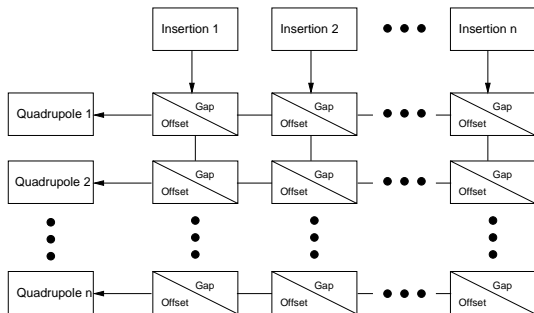 Insertion 1
Insertion 2
Insertion n
Quadrupole 1
Gap
Offset
Gap
Offset
Gap
Offset
Quadrupole 2
Gap
Offset
Gap
Offset
Gap
Offset
Quadrupole n
Gap
Offset
Gap
Offset
Gap
Offset